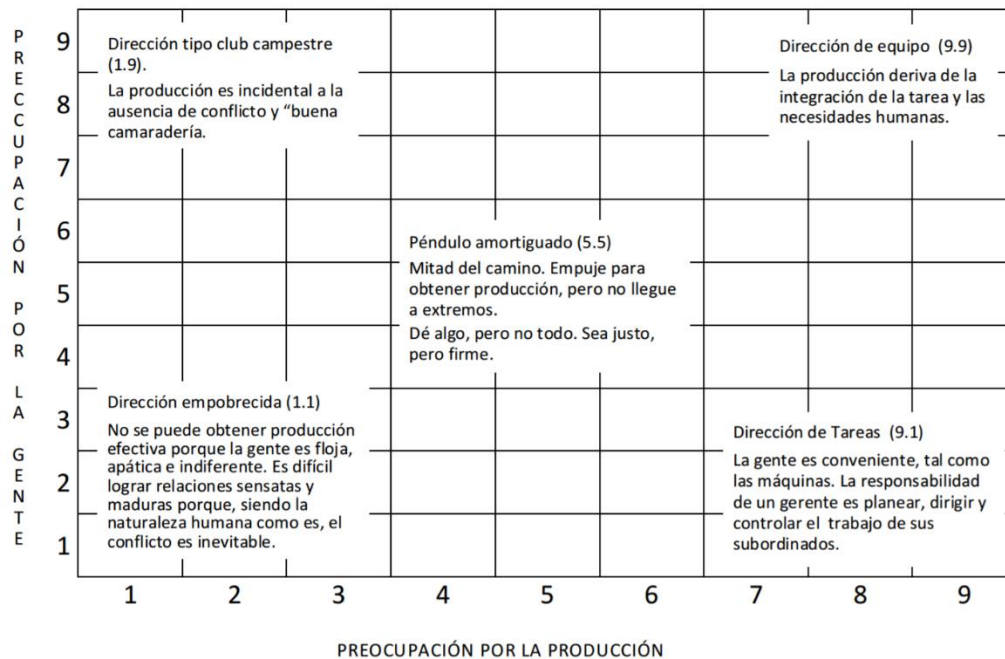 PRECCUPACIÓN POR LA GENTE
9
8
7
6
5
4
3
2
1
Dirección tipo club campestre
(1.9).
La producción es incidental a la
ausencia de conflicto y “buena
camaradería.
Dirección de equipo (9.9)
La producción deriva de la
integración de la tarea y las
necesidades humanas.
Péndulo amortiguado (5.5)
Mitad del camino. Empuje para
obtener producción, pero no llegue
a extremos.
Dé algo, pero no todo. Sea justo,
pero firme.
Dirección empobrecida (1.1)
No se puede obtener producción
efectiva porque la gente es floja,
apática e indiferente. Es difícil
lograr relaciones sensatas y
maduras porque, siendo la
naturaleza humana como es, el
conflicto es inevitable.
Dirección de Tareas (9.1)
La gente es conveniente, tal como
las máquinas. La responsabilidad
de un gerente es planear, dirigir y
controlar el trabajo de sus
subordinados.
1 2 3 4 5 6 7 8 9
PREOCUPACIÓN POR LA PRODUCCIÓN